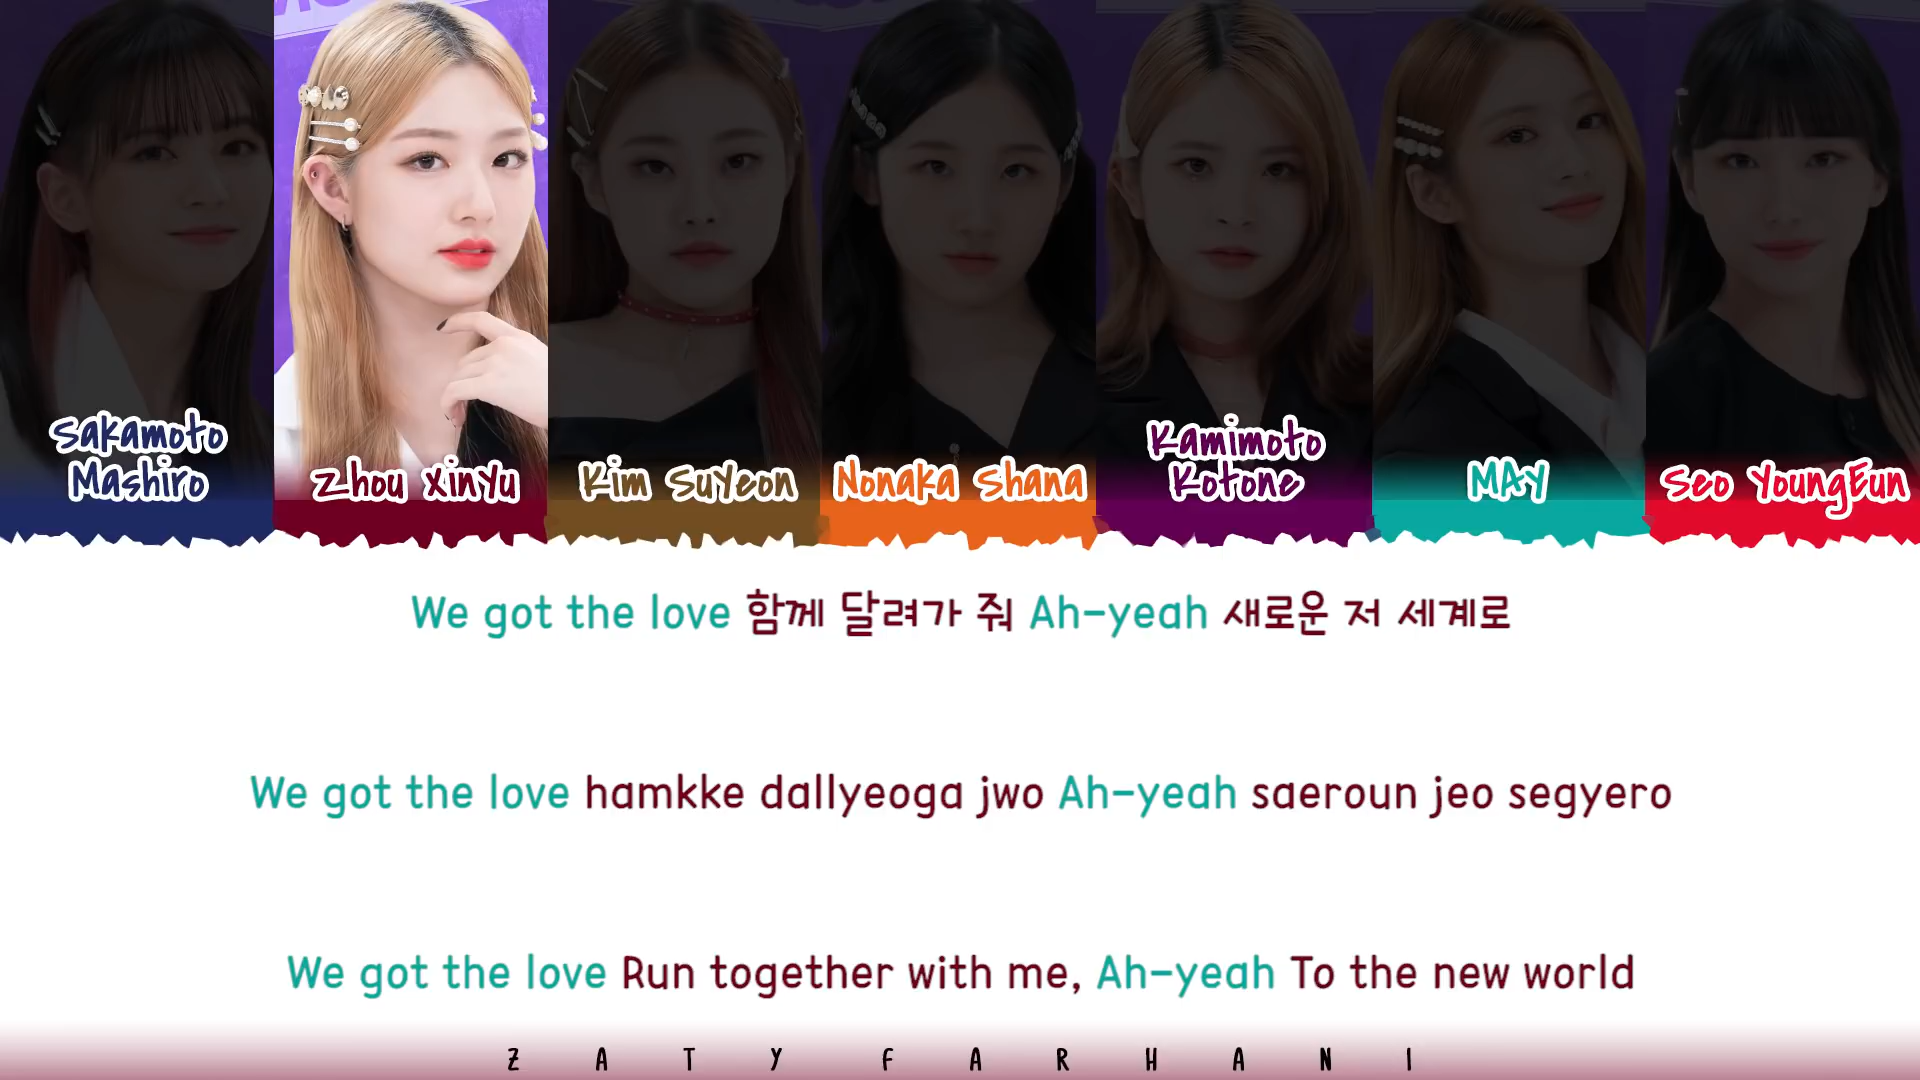 Sakamoto
Mashiro
Zhou XinYu
Kim SuYeon
Nonaka Shana
Kamimoto
Kotone
MAY
Seo YoungEun
We got the love 함께 달려가 줘 Ah-yeah 새로운 저 세계로
We got the love hamkke dallyeoga jwo Ah-yeah saeroun jeo segyero
We got the love Run together with me, Ah-yeah To the new world
ZATY FARHANI